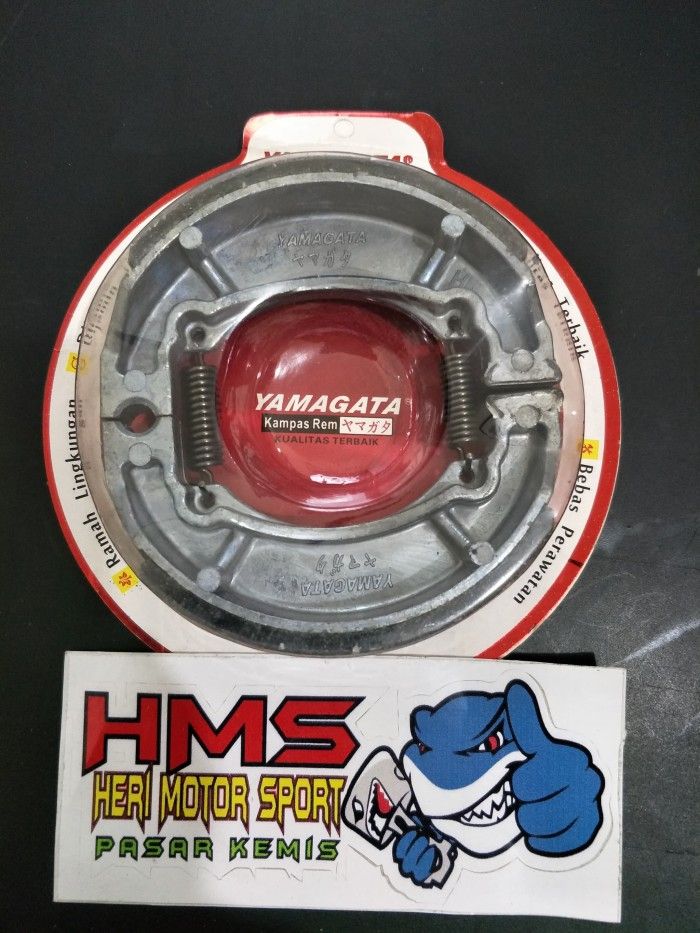 YAMAGATA
ヤマガタ
Terbaik
YAMAGATA
Kampas Rem ヤマガタ
KUALITAS TERBAIK
Ramah Lingkungan
Bebas Perawatan
YAMAGATA
ヤマガタ
HMS
HERI MOTOR SPORT
PASAR KEMIS